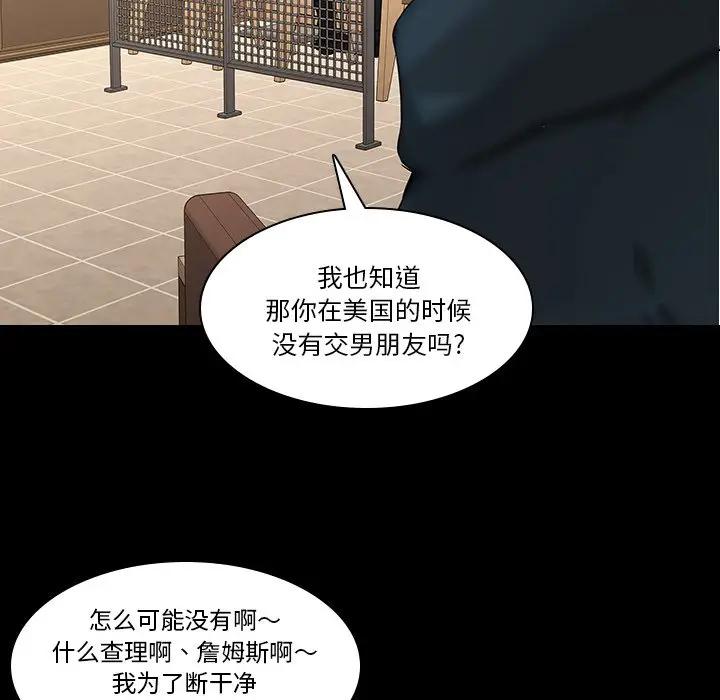 我也知道
那你在美国的时候
没有交男朋友吗?
怎么可能没有啊～
什么查理啊、詹姆斯啊～
我为了断干净